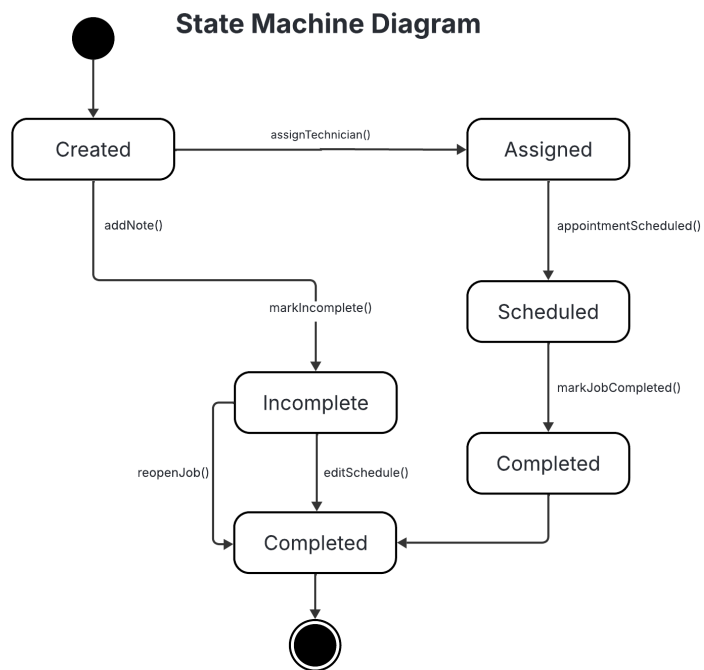 State Machine Diagram
Created
assignTechnician()
Assigned
addNote()
appointmentScheduled()
markIncomplete()
Scheduled
Incomplete
markJobCompleted()
reopenJob()
editSchedule()
Completed
Completed